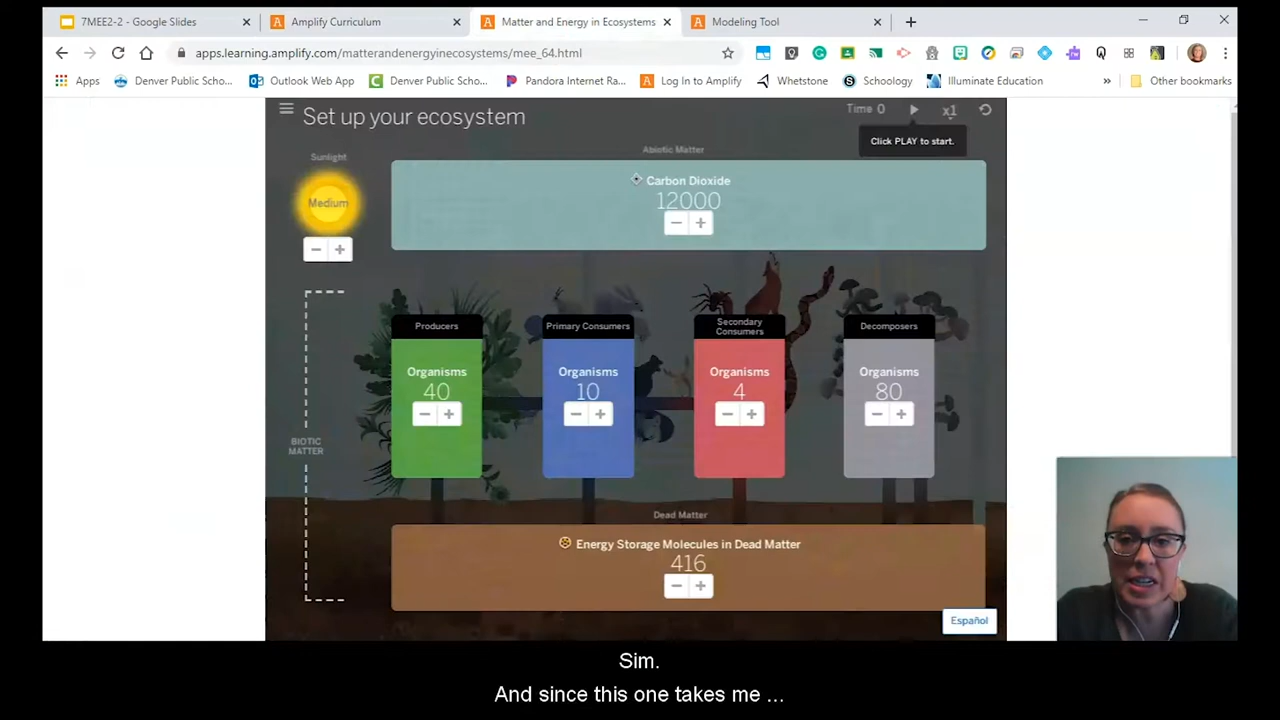 7MEE2-2 - Google Slides
Amplify Curriculum
Matter and Energy in Ecosystems
Modeling Tool
apps.learning.amplify.com/matterandenergyinecosystems/mee_64.html
Apps
Denver Public Scho...
Outlook Web App
Denver Public Sho...
Pandora Internet Ra...
Log In to Amplify
Whetstone
Schoology
Illuminate Education
»
Other bookmarks
Set up your ecosystem
Time 0
x1
Click PLAY to start.
Sunlight
Medium
Abiotic Matter
Carbon Dioxide
12000
Producers
Organisms
40
Primary Consumers
Organisms
10
Secondary
Consumers
Organisms
4
Decomposers
Organisms
80
BIOTIC
MATTER
Dead Matter
Energy Storage Molecules in Dead Matter
416
Español
Sim.
And since this one takes me ...